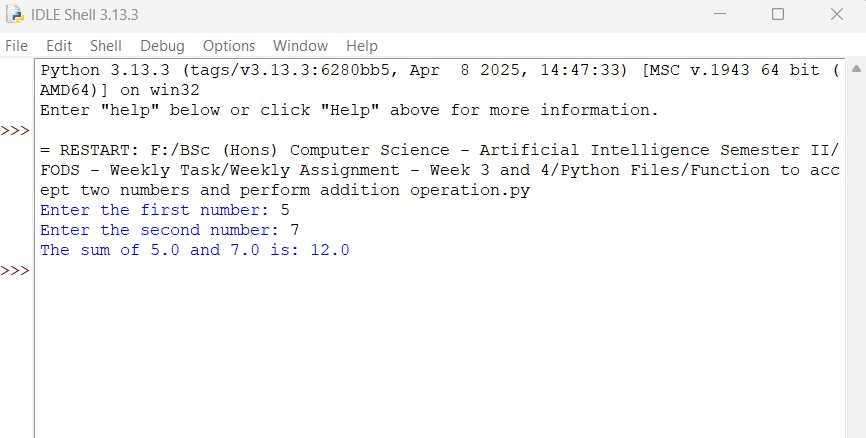 IDLE Shell 3.13.3
File Edit Shell Debug Options Window Help
Python 3.13.3 (tags/v3.13.3:6280bb5, Apr  8 2025, 14:47:33) [MSC v.1943 64 bit (
AMD64)] on win32
Enter "help" below or click "Help" above for more information.
>>>
= RESTART: F:/BSc (Hons) Computer Science - Artificial Intelligence Semester II/
FODS - Weekly Task/Weekly Assignment - Week 3 and 4/Python Files/Function to acc
ept two numbers and perform addition operation.py
Enter the first number: 5
Enter the second number: 7
The sum of 5.0 and 7.0 is: 12.0
>>>